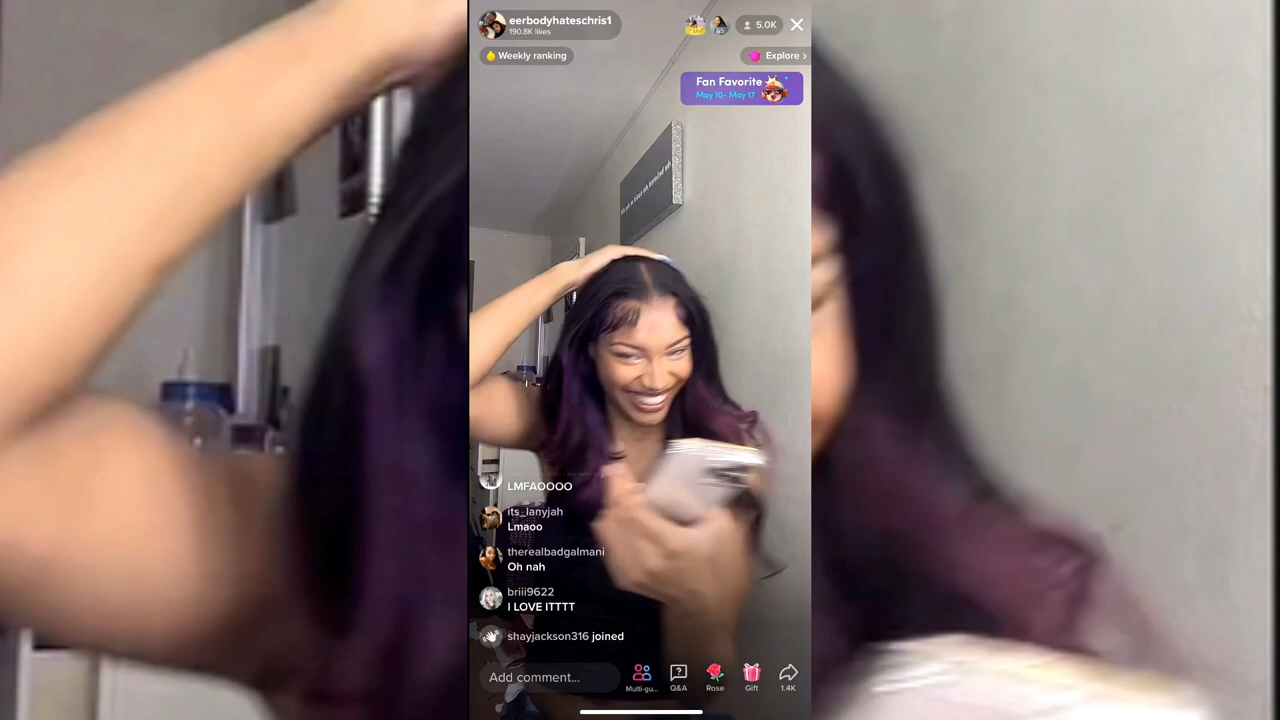 eerbodyhateschris1
190.8K likes
5.0K
Weekly ranking
Explore >
Fan Favorite
May 10- May 17
LMFAOOOO
its_lanyjah
Lmaoo
therealbadgalmani
Oh nah
briii9622
I LOVE ITTTT
shayjackson316 joined
Add comment...
Multi-gu...
Q&A
Rose
Gift
1.4K